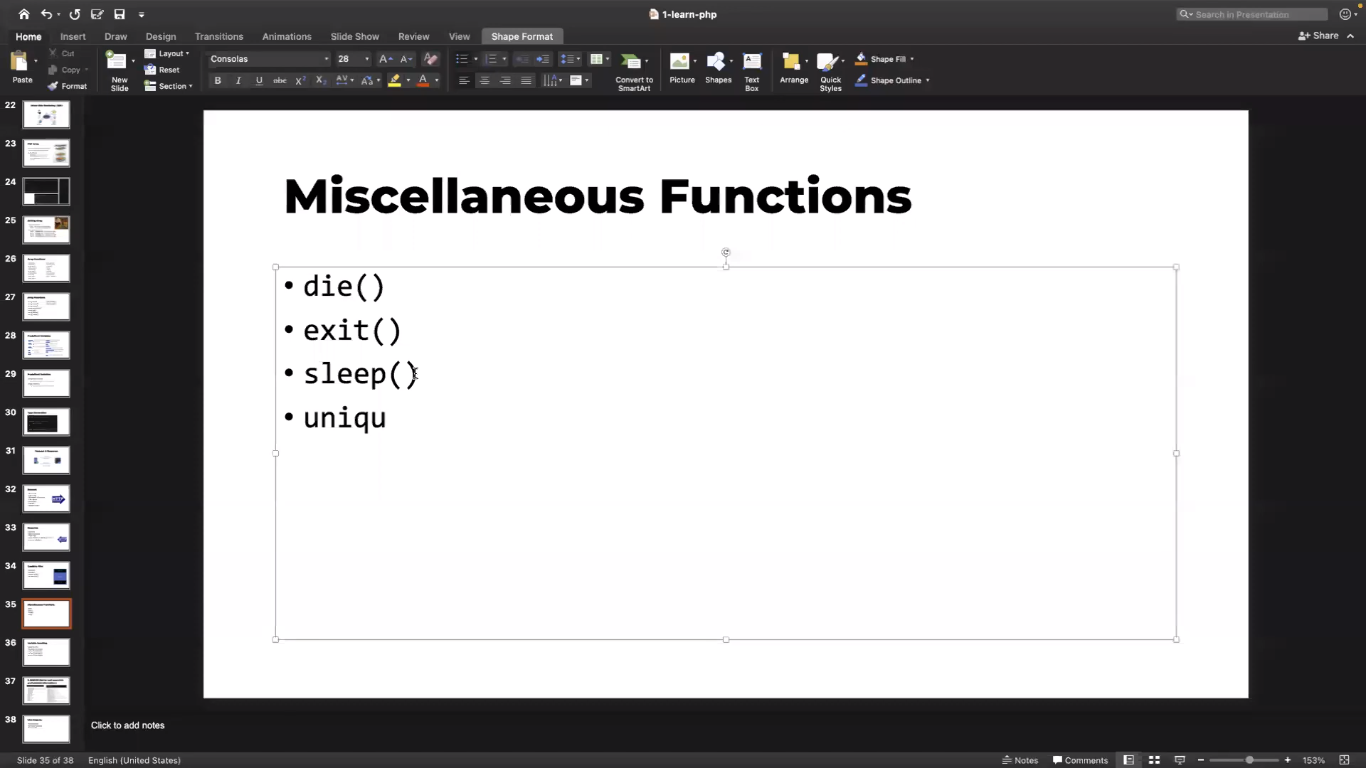 1-learn-php
Search in Presentation
Home Insert Draw Design Transitions Animations Slide Show Review View Shape Format Share
Paste
Cut
Copy
Format
New Slide
Layout
Reset
Section
Consolas 28
Convert to SmartArt
Picture
Shapes
Text Box
Arrange
Quick Styles
Shape Fill
Shape Outline
22
23
24
25
26
27
28
29
30
31
32
33
34
35
36
37
38
Miscellaneous Functions
• die()
• exit()
• sleep()
• uniqu
Click to add notes
Slide 35 of 38 English (United States) Notes Comments 153%